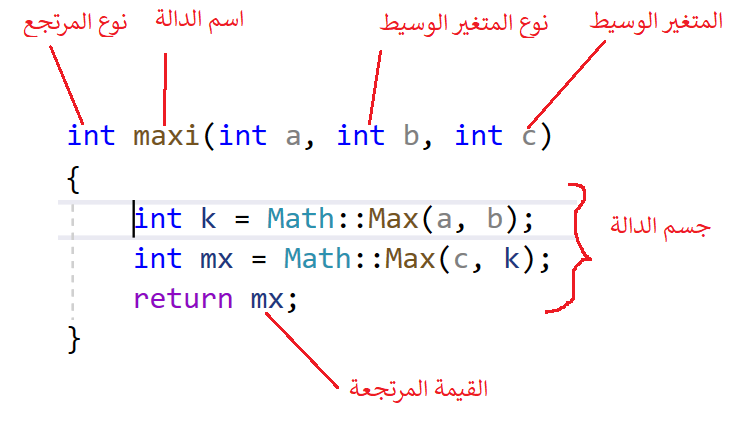 المتغير الوسيط
نوع المتغير الوسيط
اسم الدالة
نوع المرتجع
int maxi(int a, int b, int c)
{
int k = Math::Max(a, b);
int mx = Math::Max(c, k);
return mx;
}
جسم الدالة
القيمة المرتجعة